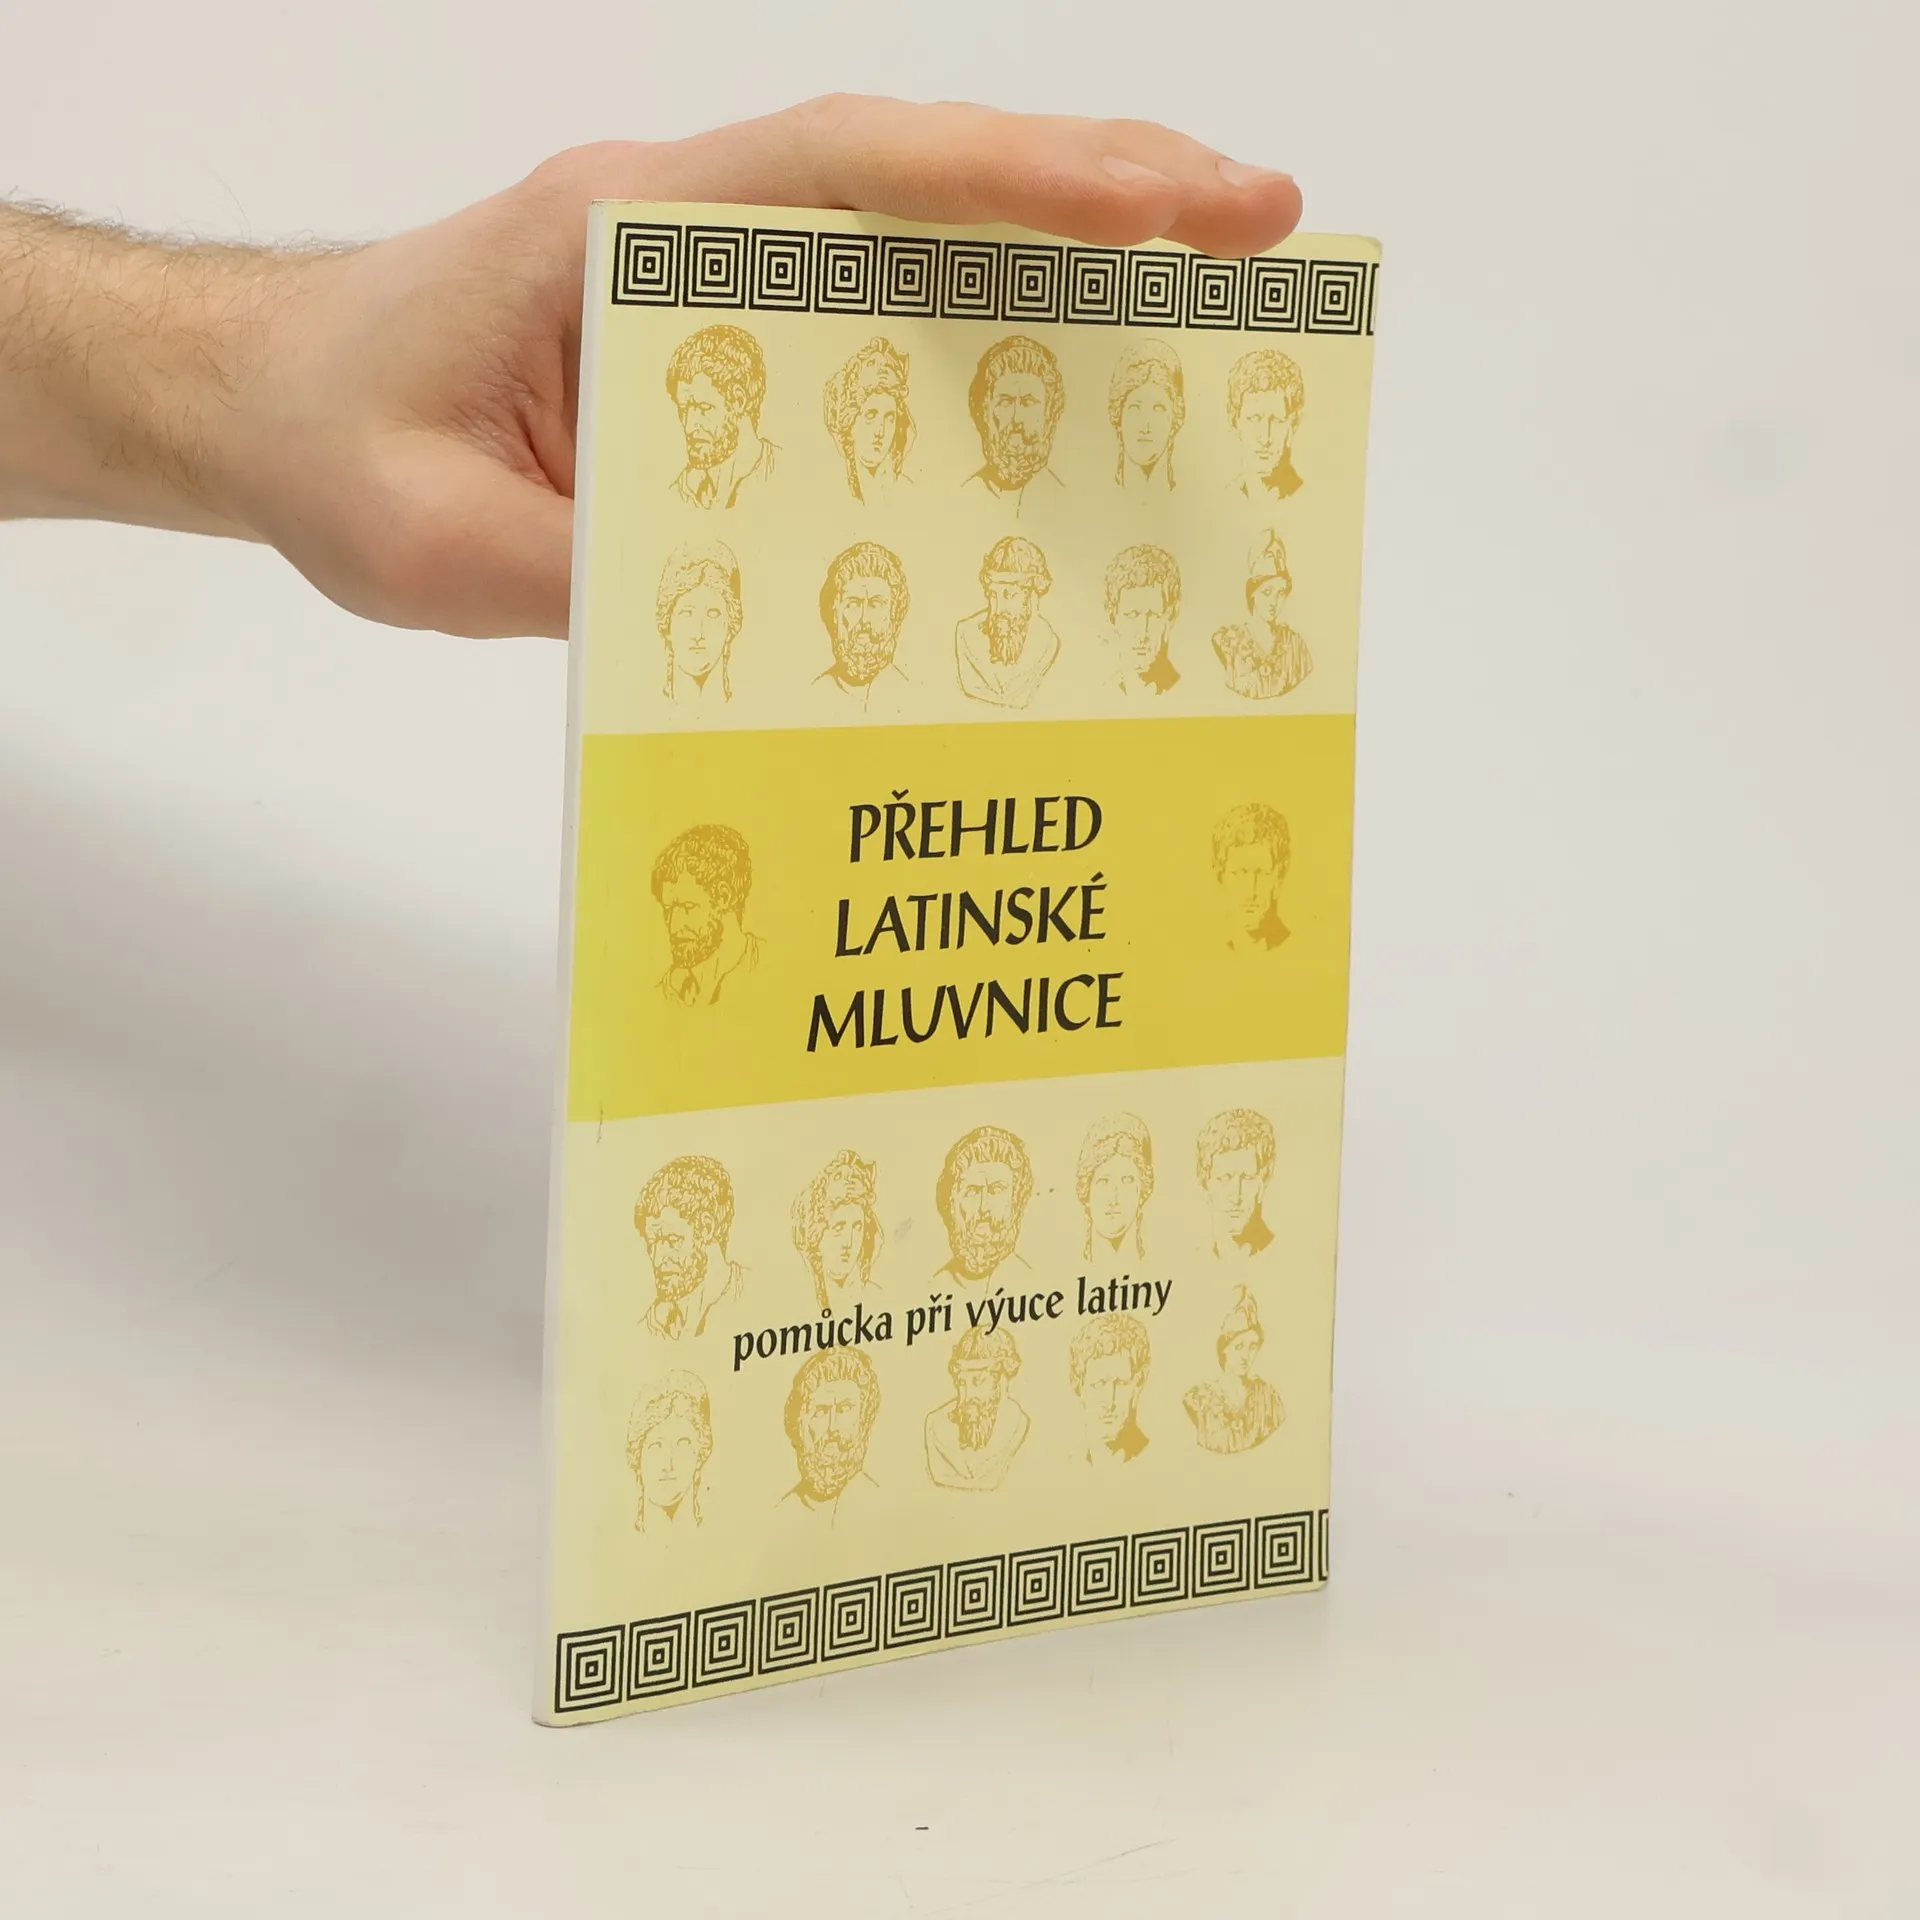 PŘEHLED
LATINSKÉ
MLUVNICE
pomůcka při výuce latiny